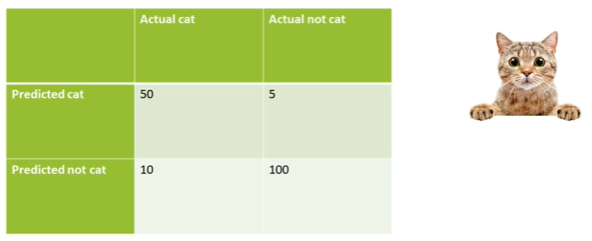 Actual cat Actual not cat
Predicted cat 50 5
Predicted not cat 10 100